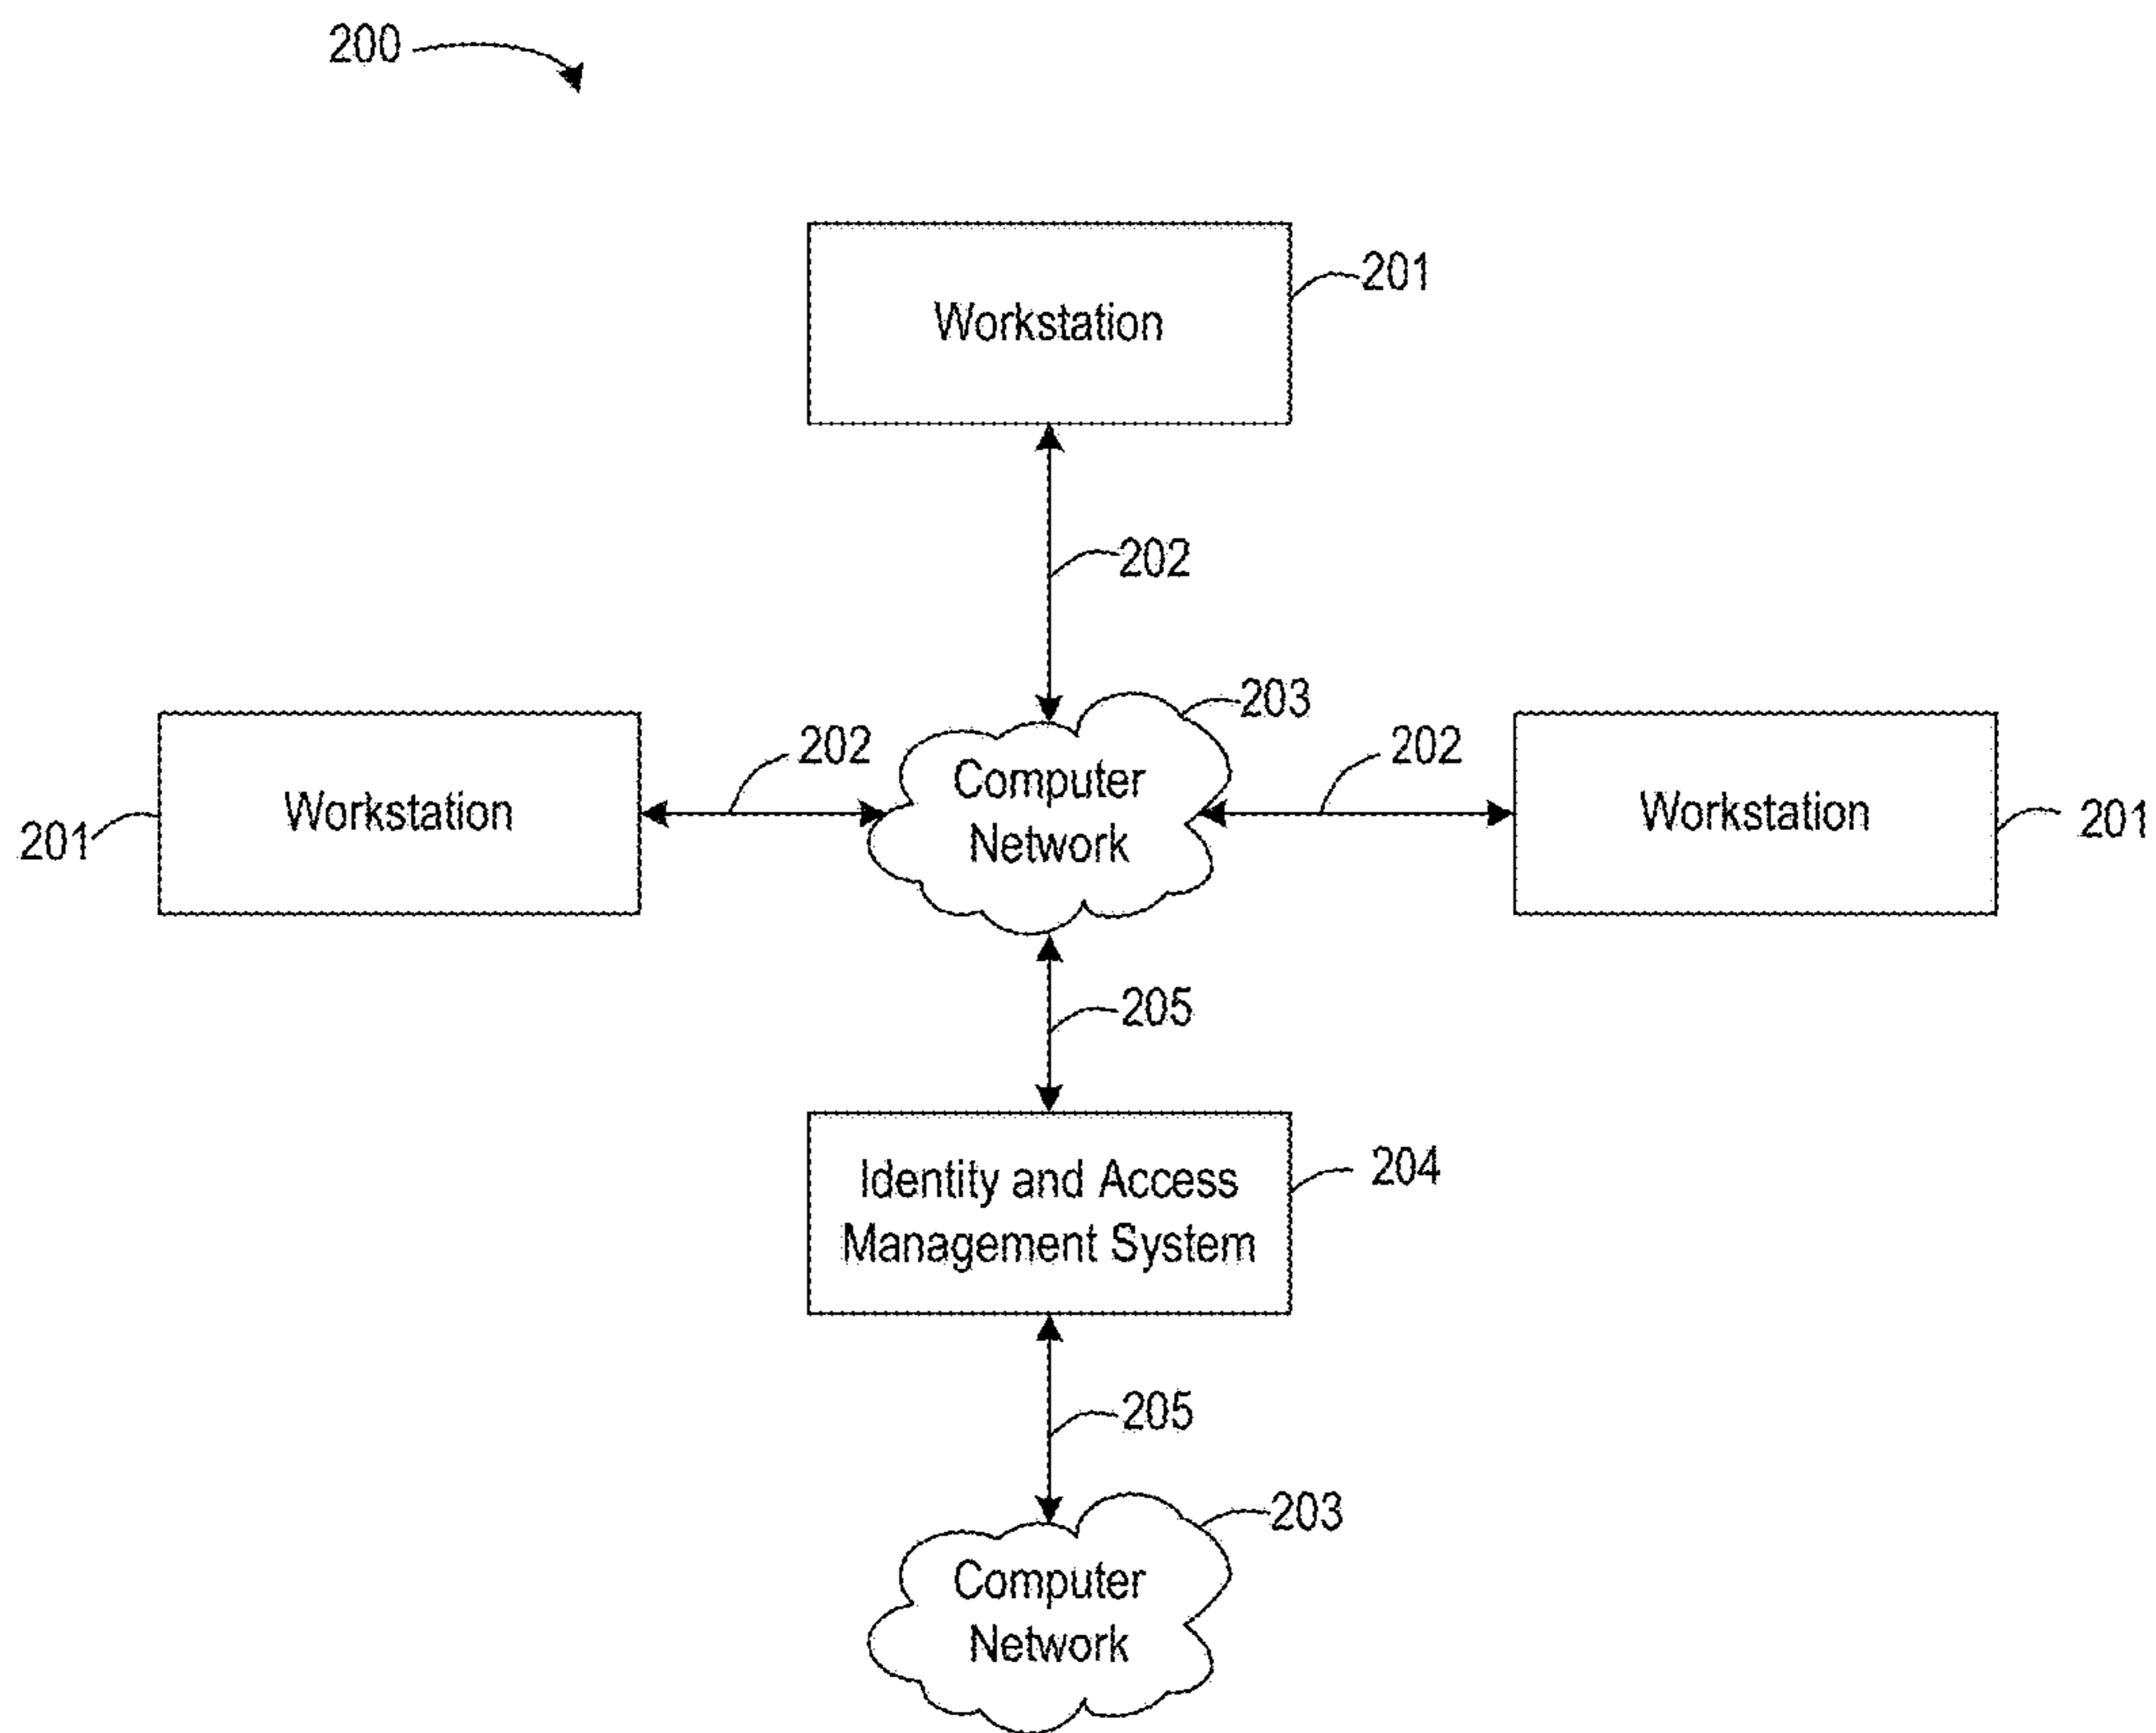 200
Workstation
201
202
203
Computer
Network
202
202
Workstation
201
Workstation
201
205
Identity and Access
Management System
204
205
203
Computer
Network